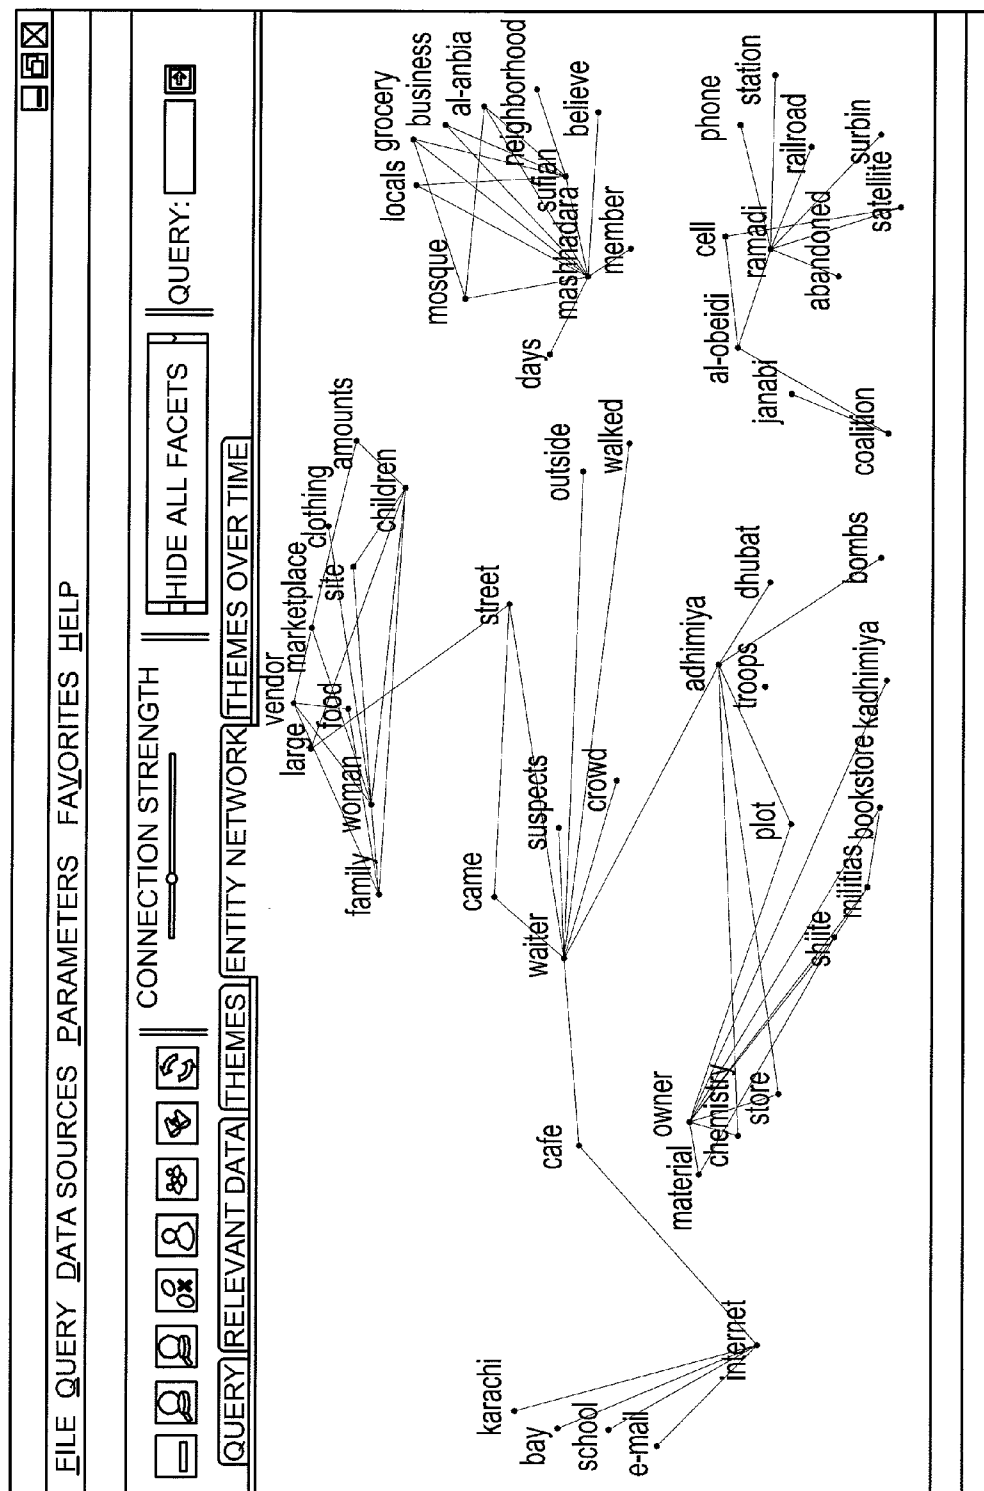 FILE QUERY DATA SOURCES PARAMETERS FAVORITES HELP
CONNECTION STRENGTH
HIDE ALL FACETS
QUERY:
QUERY
RELEVANT DATA
THEMES
ENTITY NETWORK
THEMES OVER TIME
vendor
large
marketplace
food
site
clothing
amounts
woman
family
children
locals
grocery
business
al-anbia
mosque
neighborhood
sufian
believe
mashhadara
member
days
karachi
bay
school
e-mail
internet
cafe
came
waiter
suspects
crowd
street
outside
walked
owner
material
chemistry
store
adhimiya
troops
dhubat
plot
bombs
shiite
militias
bookstore
kadhimiya
al-obeidi
janabi
coalition
cell
ramadi
abandoned
phone
station
railroad
surbin
satellite